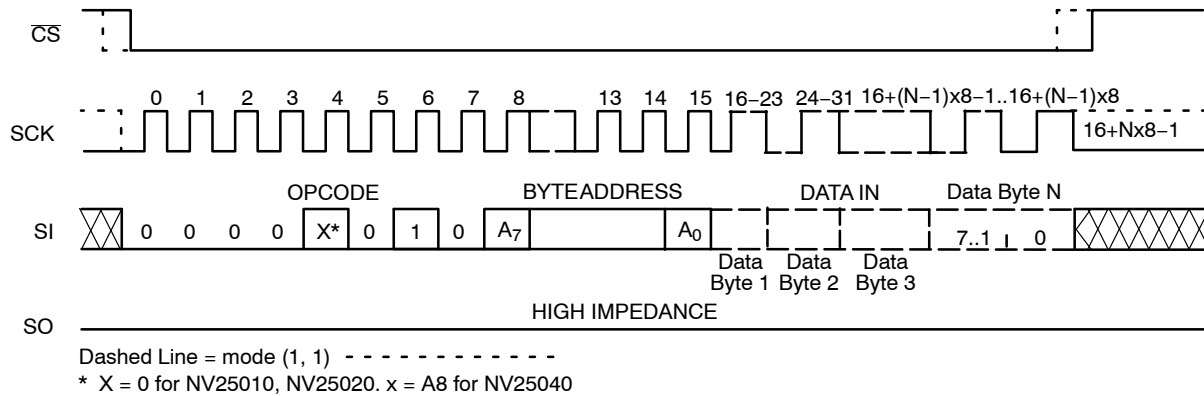 CS
0 1 2 3 4 5 6 7 8 13 14 15 16−23 24−31 16+(N−1)x8−1..16+(N−1)x8
SCK
16+Nx8−1
OPCODE BYTEADDRESS DATA IN Data Byte N
SI 0 0 0 0 X* 0 1 0 A7 A0 7..1 0
Data Byte 1 Data Byte 2 Data Byte 3
HIGH IMPEDANCE
SO
Dashed Line = mode (1, 1) - - - - - - - - - - - -
* X = 0 for NV25010, NV25020. x = A8 for NV25040